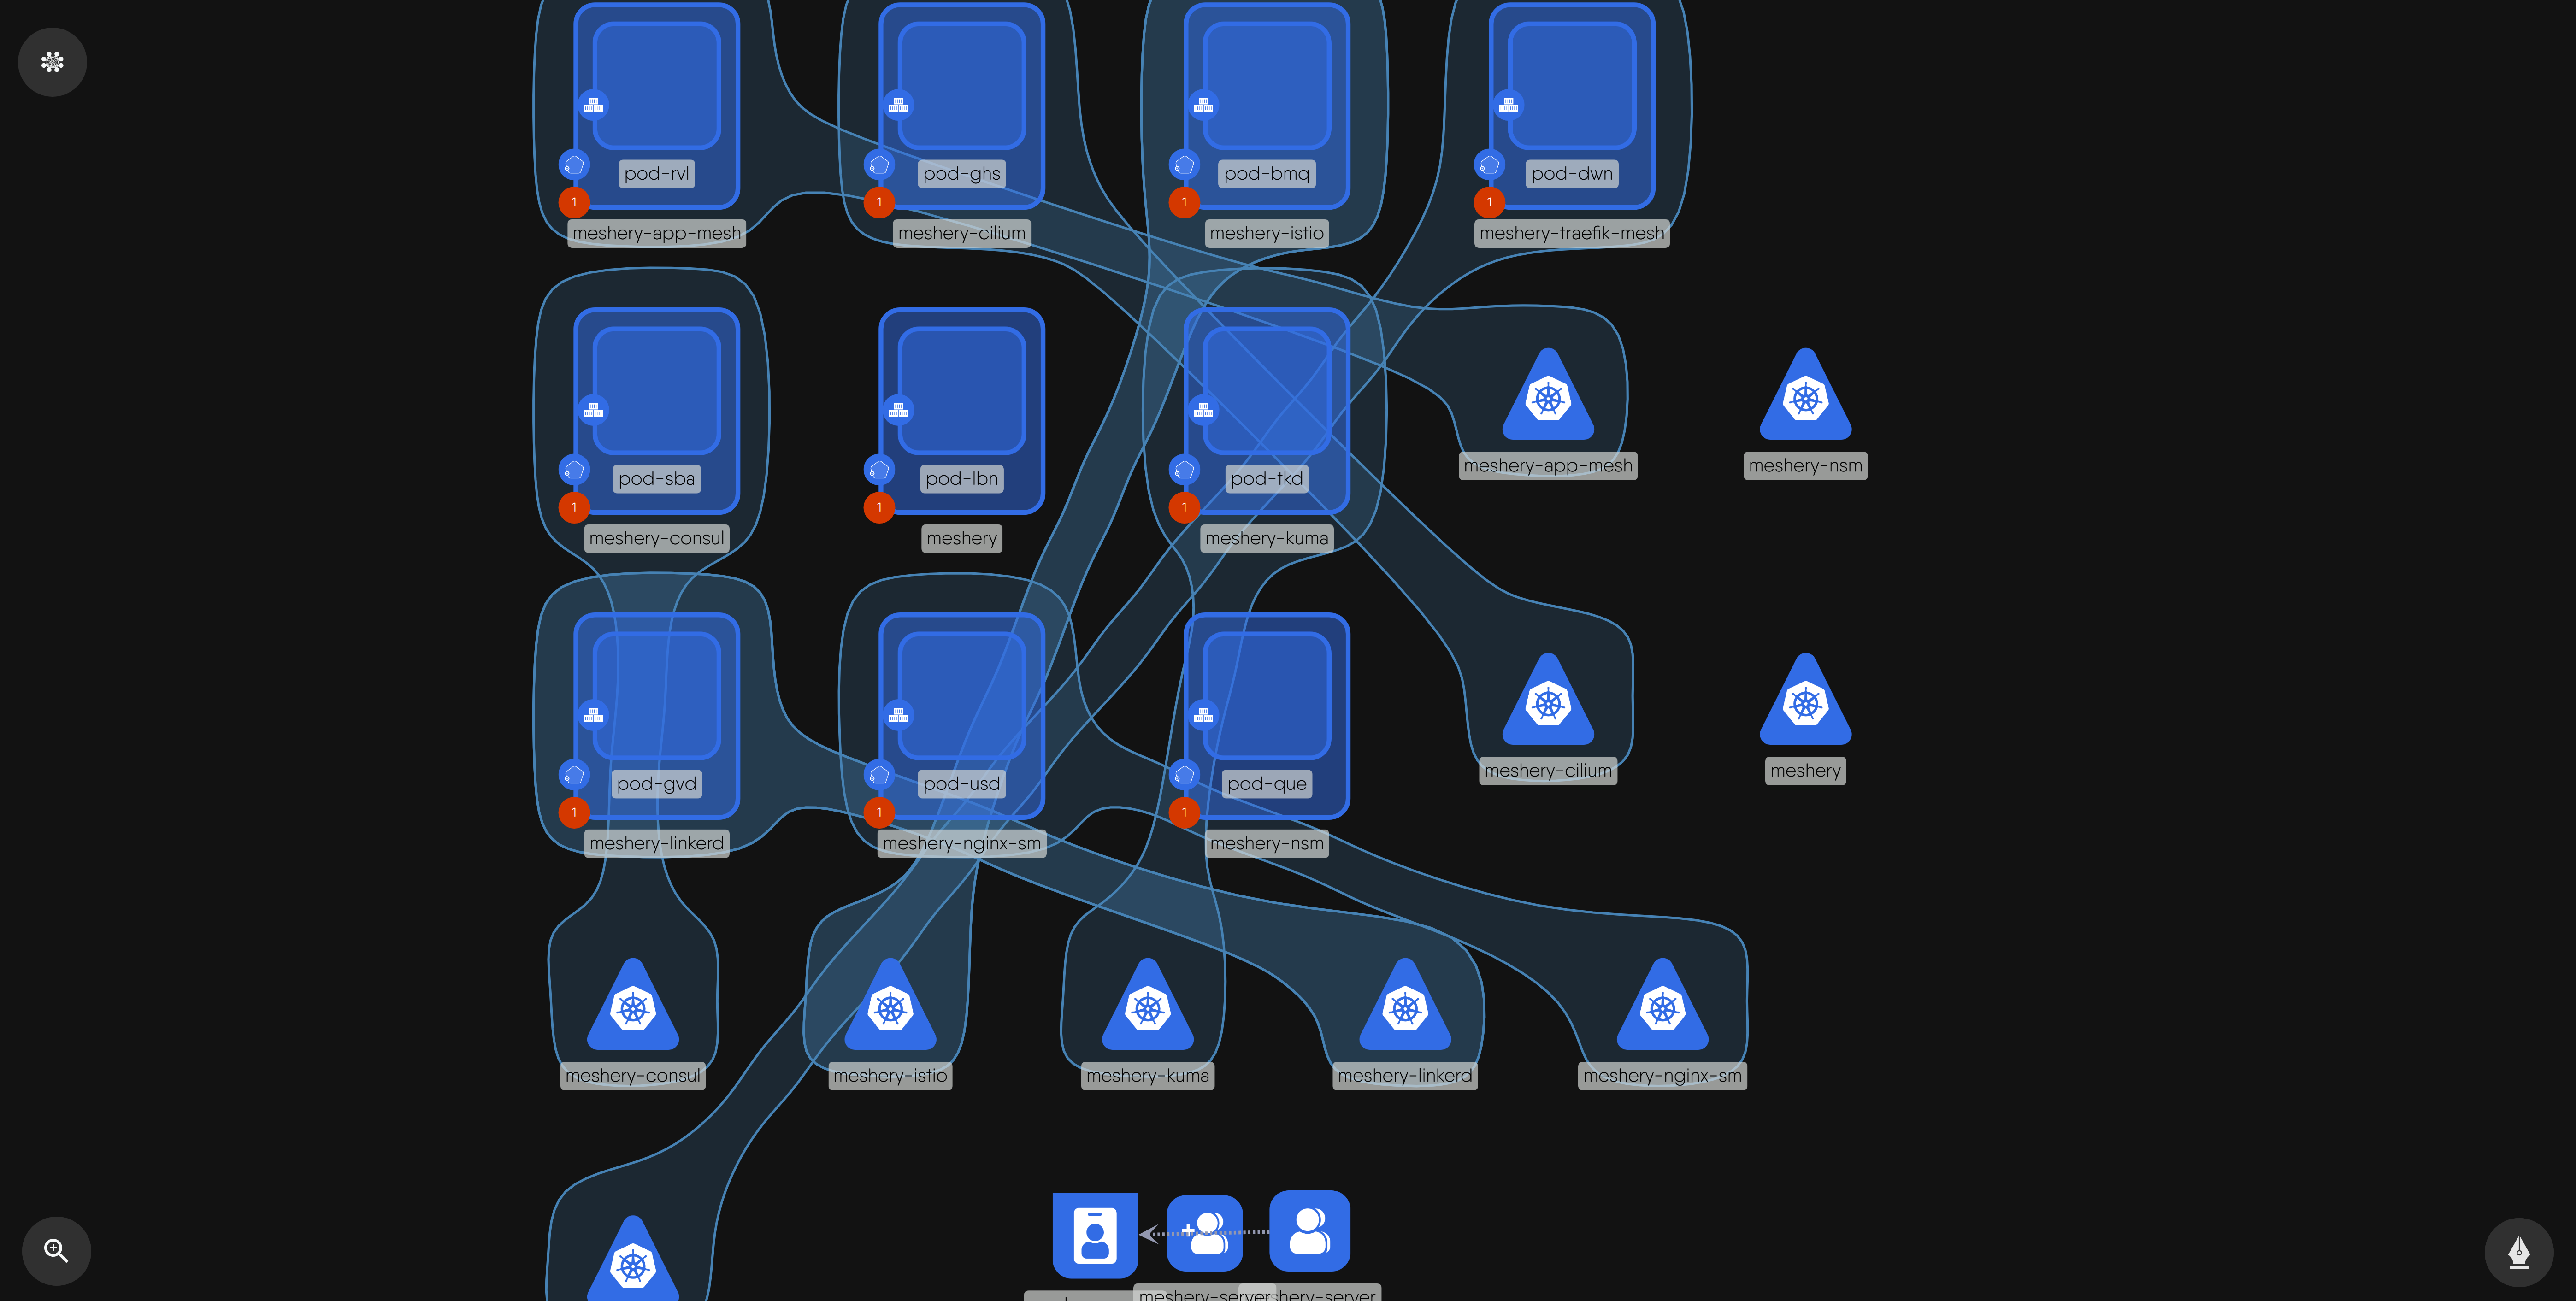 pod-rvl
pod-ghs
pod-bmq
pod-dwn
1
1
1
1
meshery-app-mesh
meshery-cilium
meshery-istio
meshery-traefik-mesh
meshery-app-mesh
meshery-nsm
pod-sba
pod-lbn
pod-tkd
1
1
1
meshery-consul
meshery
meshery-kuma
meshery-cilium
meshery
pod-gvd
pod-usd
pod-que
1
1
1
meshery-linkerd
meshery-nginx-sm
meshery-nsm
meshery-consul
meshery-istio
meshery-kuma
meshery-linkerd
meshery-nginx-sm
meshery-server
hery-server